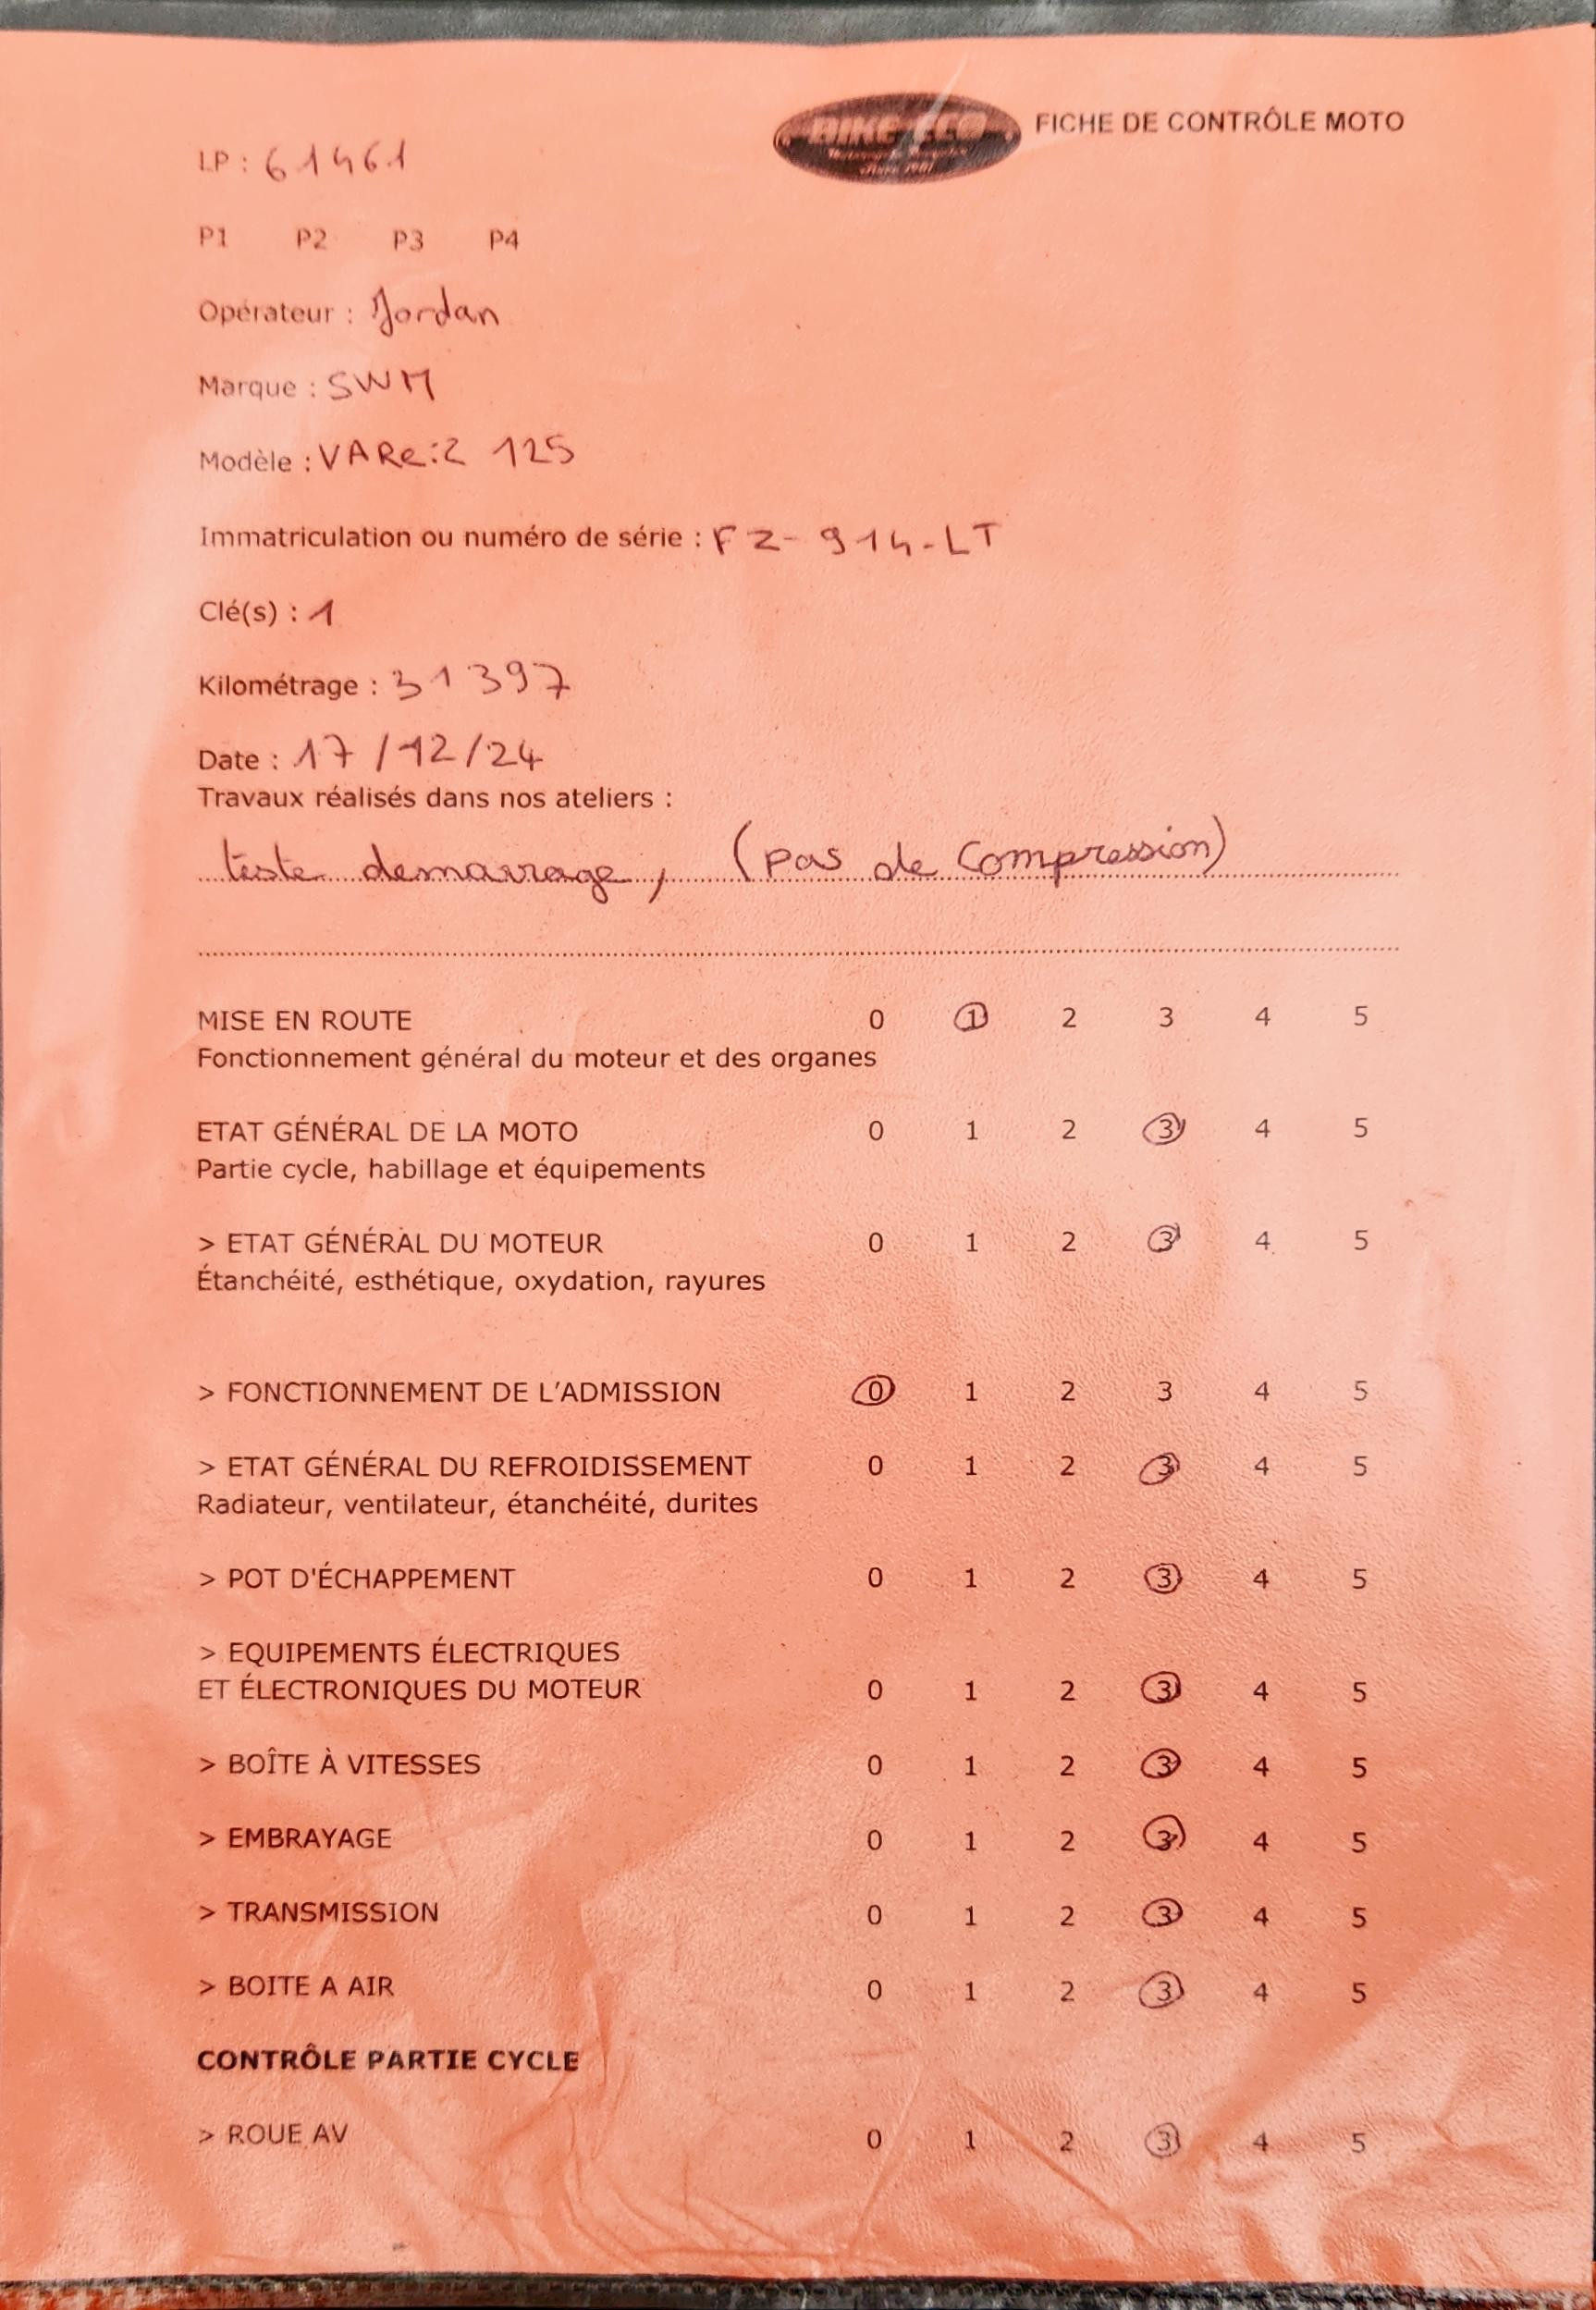 BIKE ECO
FICHE DE CONTRÔLE MOTO
LP : 61461
P1 P2 P3 P4
Opérateur : Jordan
Marque : SWM
Modèle : VARe:2 125
Immatriculation ou numéro de série : FZ-914-LT
Clé(s) : 1
Kilométrage : 31397
Date : 17/12/24
Travaux réalisés dans nos ateliers :
teste demarrage, (pas de compression)
MISE EN ROUTE 0 1 2 3 4 5
Fonctionnement général du moteur et des organes
ETAT GÉNÉRAL DE LA MOTO 0 1 2 3 4 5
Partie cycle, habillage et équipements
> ETAT GÉNÉRAL DU MOTEUR 0 1 2 3 4 5
Étanchéité, esthétique, oxydation, rayures
> FONCTIONNEMENT DE L'ADMISSION 0 1 2 3 4 5
> ETAT GÉNÉRAL DU REFROIDISSEMENT 0 1 2 3 4 5
Radiateur, ventilateur, étanchéité, durites
> POT D'ÉCHAPPEMENT 0 1 2 3 4 5
> EQUIPEMENTS ÉLECTRIQUES
ET ÉLECTRONIQUES DU MOTEUR 0 1 2 3 4 5
> BOÎTE À VITESSES 0 1 2 3 4 5
> EMBRAYAGE 0 1 2 3 4 5
> TRANSMISSION 0 1 2 3 4 5
> BOITE A AIR 0 1 2 3 4 5
CONTRÔLE PARTIE CYCLE
> ROUE AV 0 1 2 3 4 5